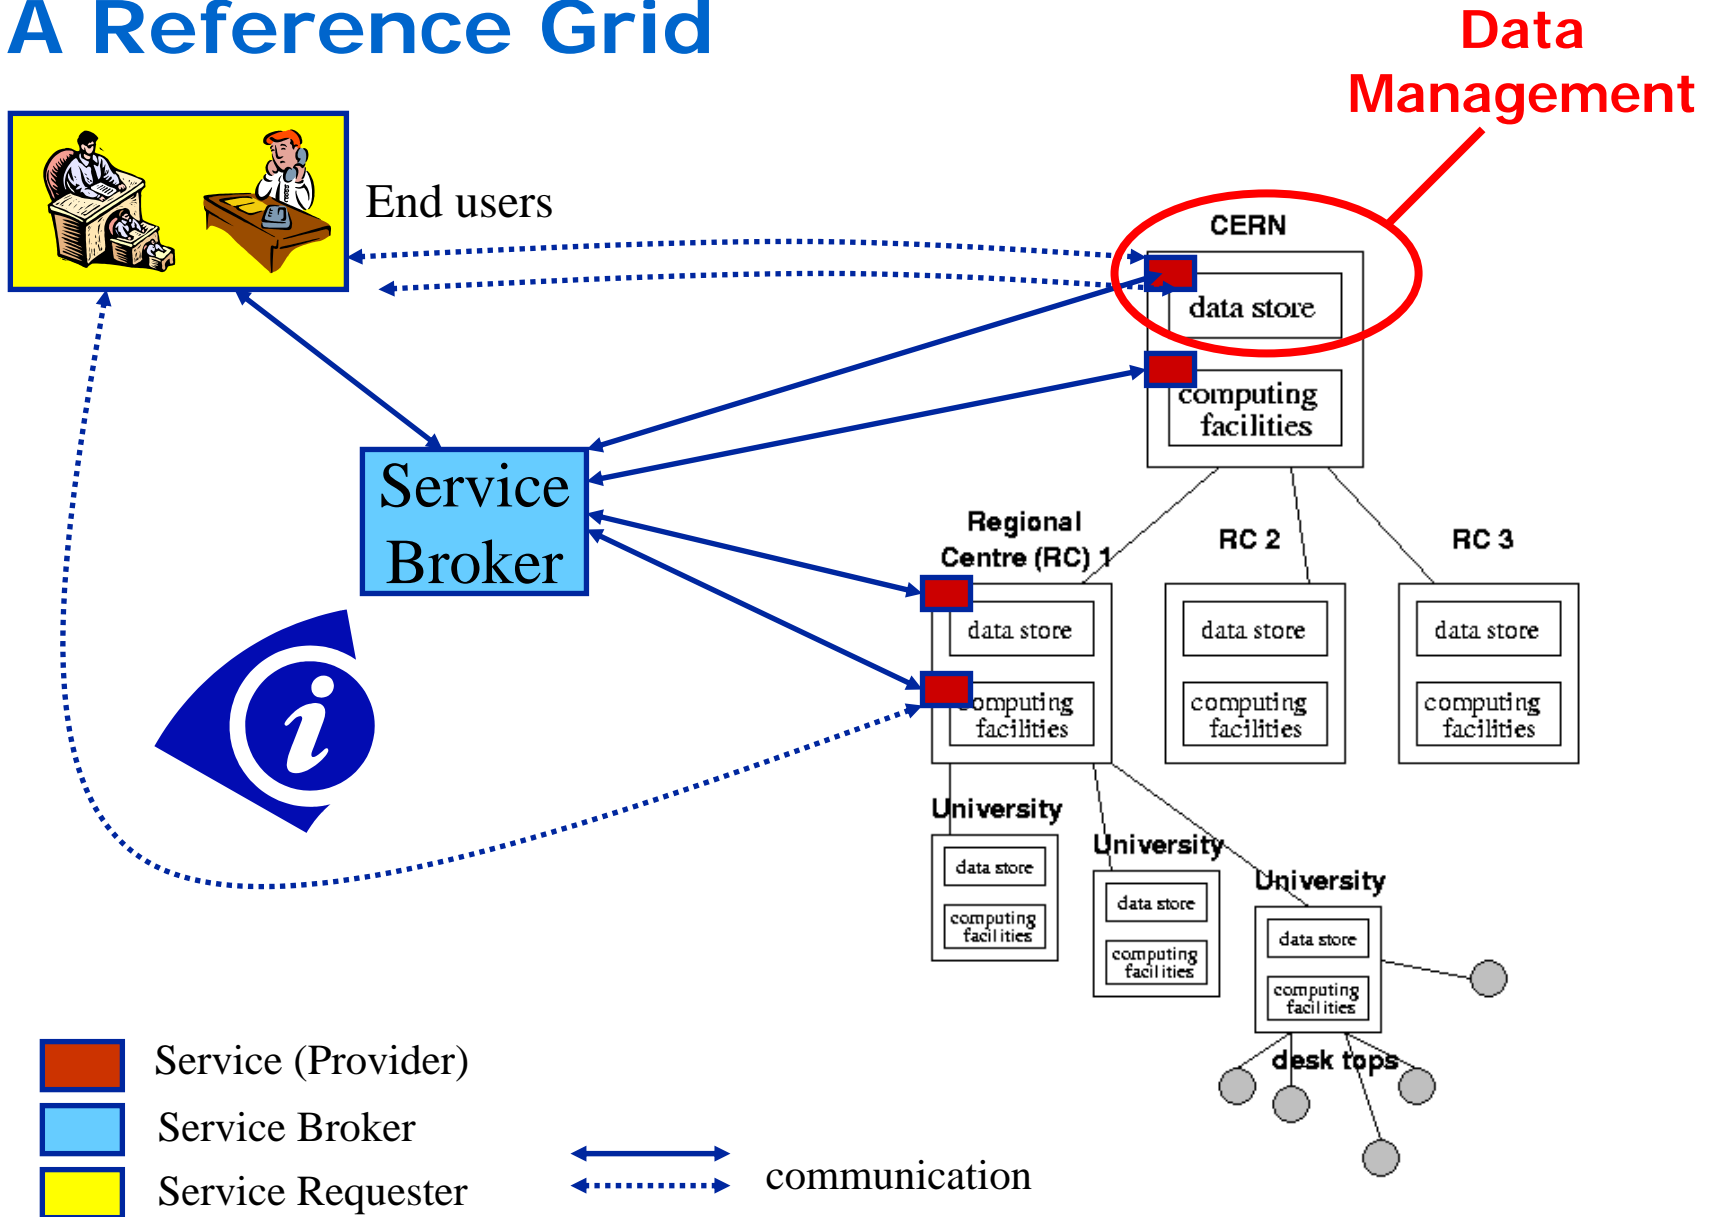 A Reference Grid
Data
Management
End users
CERN
data store
computing
facilities
Service
Broker
Regional
Centre (RC) 1
RC 2
RC 3
data store
computing
facilities
data store
computing
facilities
data store
computing
facilities
i
University
data store
computing
facilities
University
data store
computing
facilities
University
data store
computing
facilities
desk tops
Service (Provider)
Service Broker
Service Requester
communication